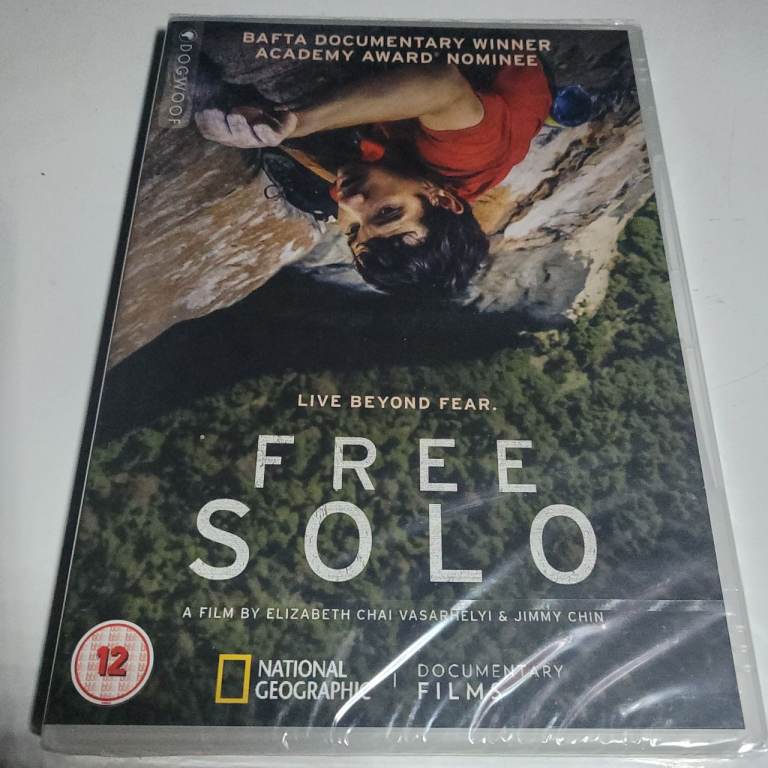 DOGWOOF
BAFTA DOCUMENTARY WINNER
ACADEMY AWARD® NOMINEE
LIVE BEYOND FEAR.
FREE
SOLO
A FILM BY ELIZABETH CHAI VASARHELYI & JIMMY CHIN
12
NATIONAL
GEOGRAPHIC
DOCUMENTARY
FILMS